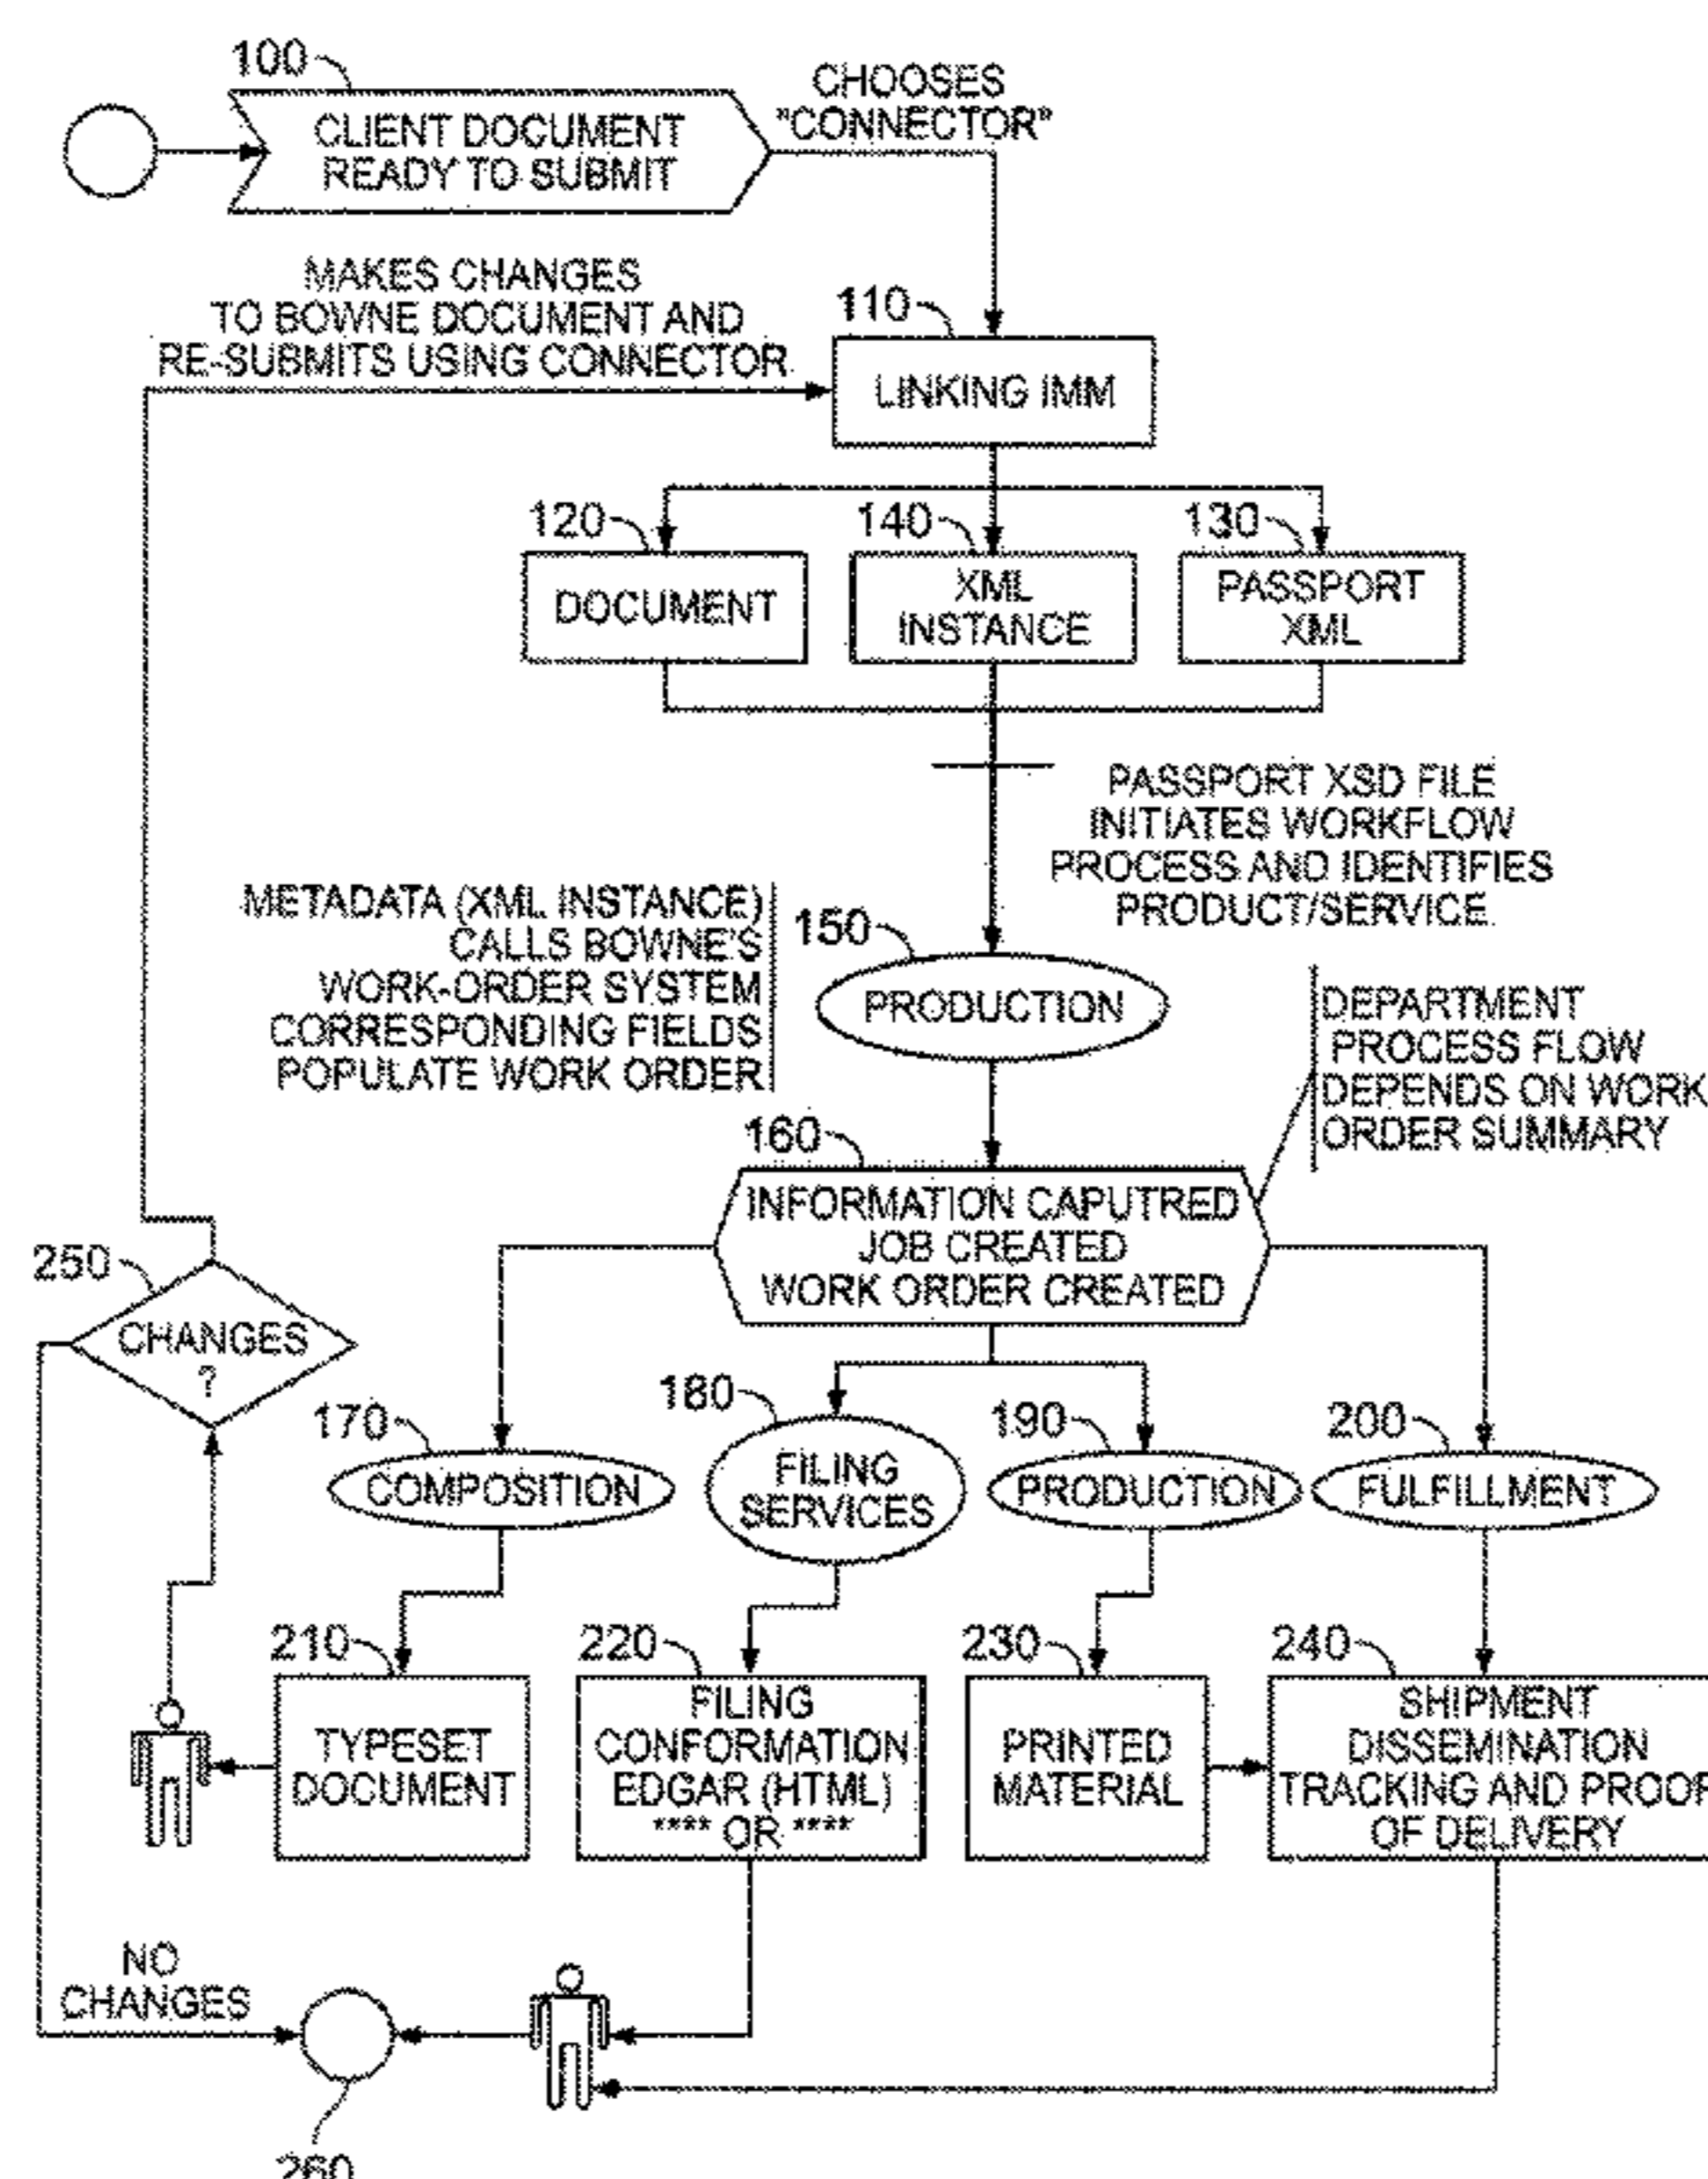 100
CLIENT DOCUMENT
READY TO SUBMIT
CHOOSES
"CONNECTOR"
MAKES CHANGES
TO BOWNE DOCUMENT AND
RE-SUBMITS USING CONNECTOR
110
LINKING IMM
120
DOCUMENT
140
XML
INSTANCE
130
PASSPORT
XML
PASSPORT XSD FILE
INITIATES WORKFLOW
PROCESS AND IDENTIFIES
PRODUCT/SERVICE
METADATA (XML INSTANCE)
CALLS BOWNE'S
WORK-ORDER SYSTEM
CORRESPONDING FIELDS
POPULATE WORK ORDER
150
PRODUCTION
DEPARTMENT
PROCESS FLOW
DEPENDS ON WORK
ORDER SUMMARY
160
INFORMATION CAPUTRED
JOB CREATED
WORK ORDER CREATED
250
CHANGES
?
170
COMPOSITION
180
FILING
SERVICES
190
PRODUCTION
200
FULFILLMENT
210
TYPESET
DOCUMENT
220
FILING
CONFORMATION
EDGAR (HTML)
**** OR ****
230
PRINTED
MATERIAL
240
SHIPMENT
DISSEMINATION
TRACKING AND PROOF
OF DELIVERY
NO
CHANGES
260